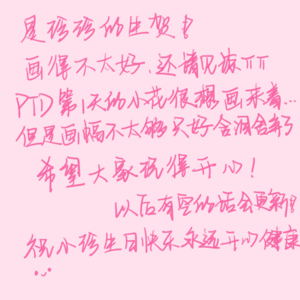 是珍珍的生贺！
画得不太好，还请见谅TT
PTD第1天的小花很想画来着...
但是画幅不太够只好含泪舍弃了
希望大家玩得开心！
以后有空的话会更新！
祝小珍生日快乐永远开心健康